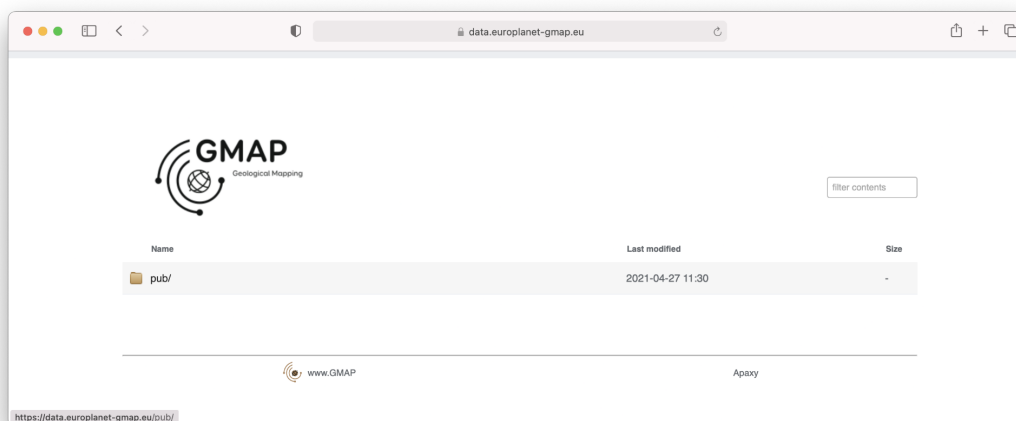 data.europlanet-gmap.eu
GMAP
Geological Mapping
filter contents
Name Last modified Size
pub/ 2021-04-27 11:30 -
www.GMAP Apaxy
https://data.europlanet-gmap.eu/pub/